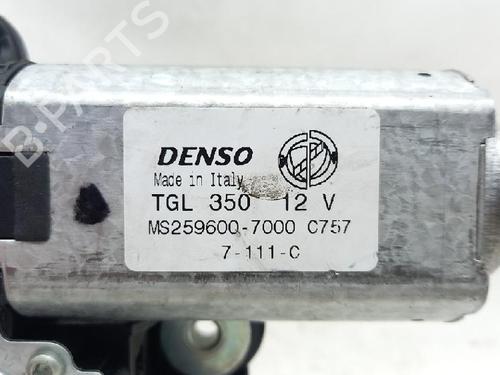 B-PARTS
DENSO
Made in Italy
TGL 350 12 V
MS259600-7000 C757
7-111-C